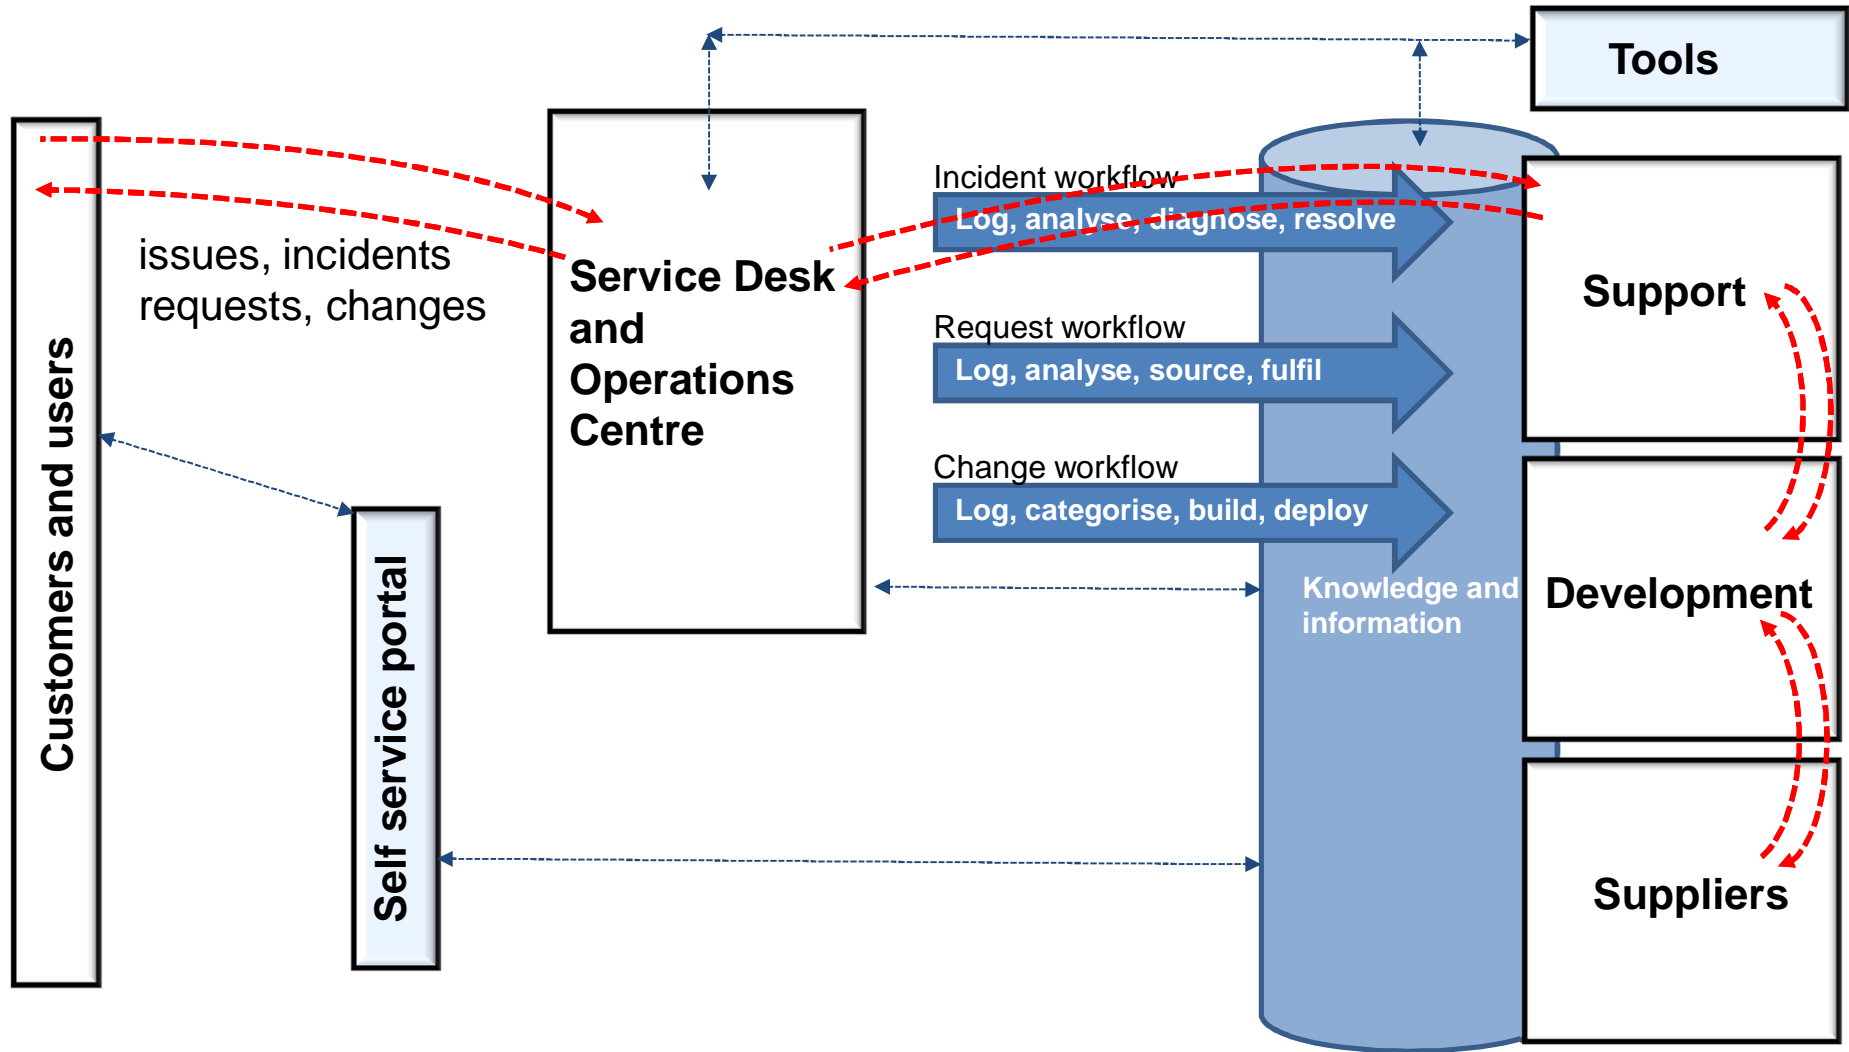 Tools
Customers and users
issues, incidents
requests, changes
Self service portal
Service Desk
and
Operations
Centre
Incident workflow
Log, analyse, diagnose, resolve
Request workflow
Log, analyse, source, fulfil
Change workflow
Log, categorise, build, deploy
Knowledge and
information
Support
Development
Suppliers